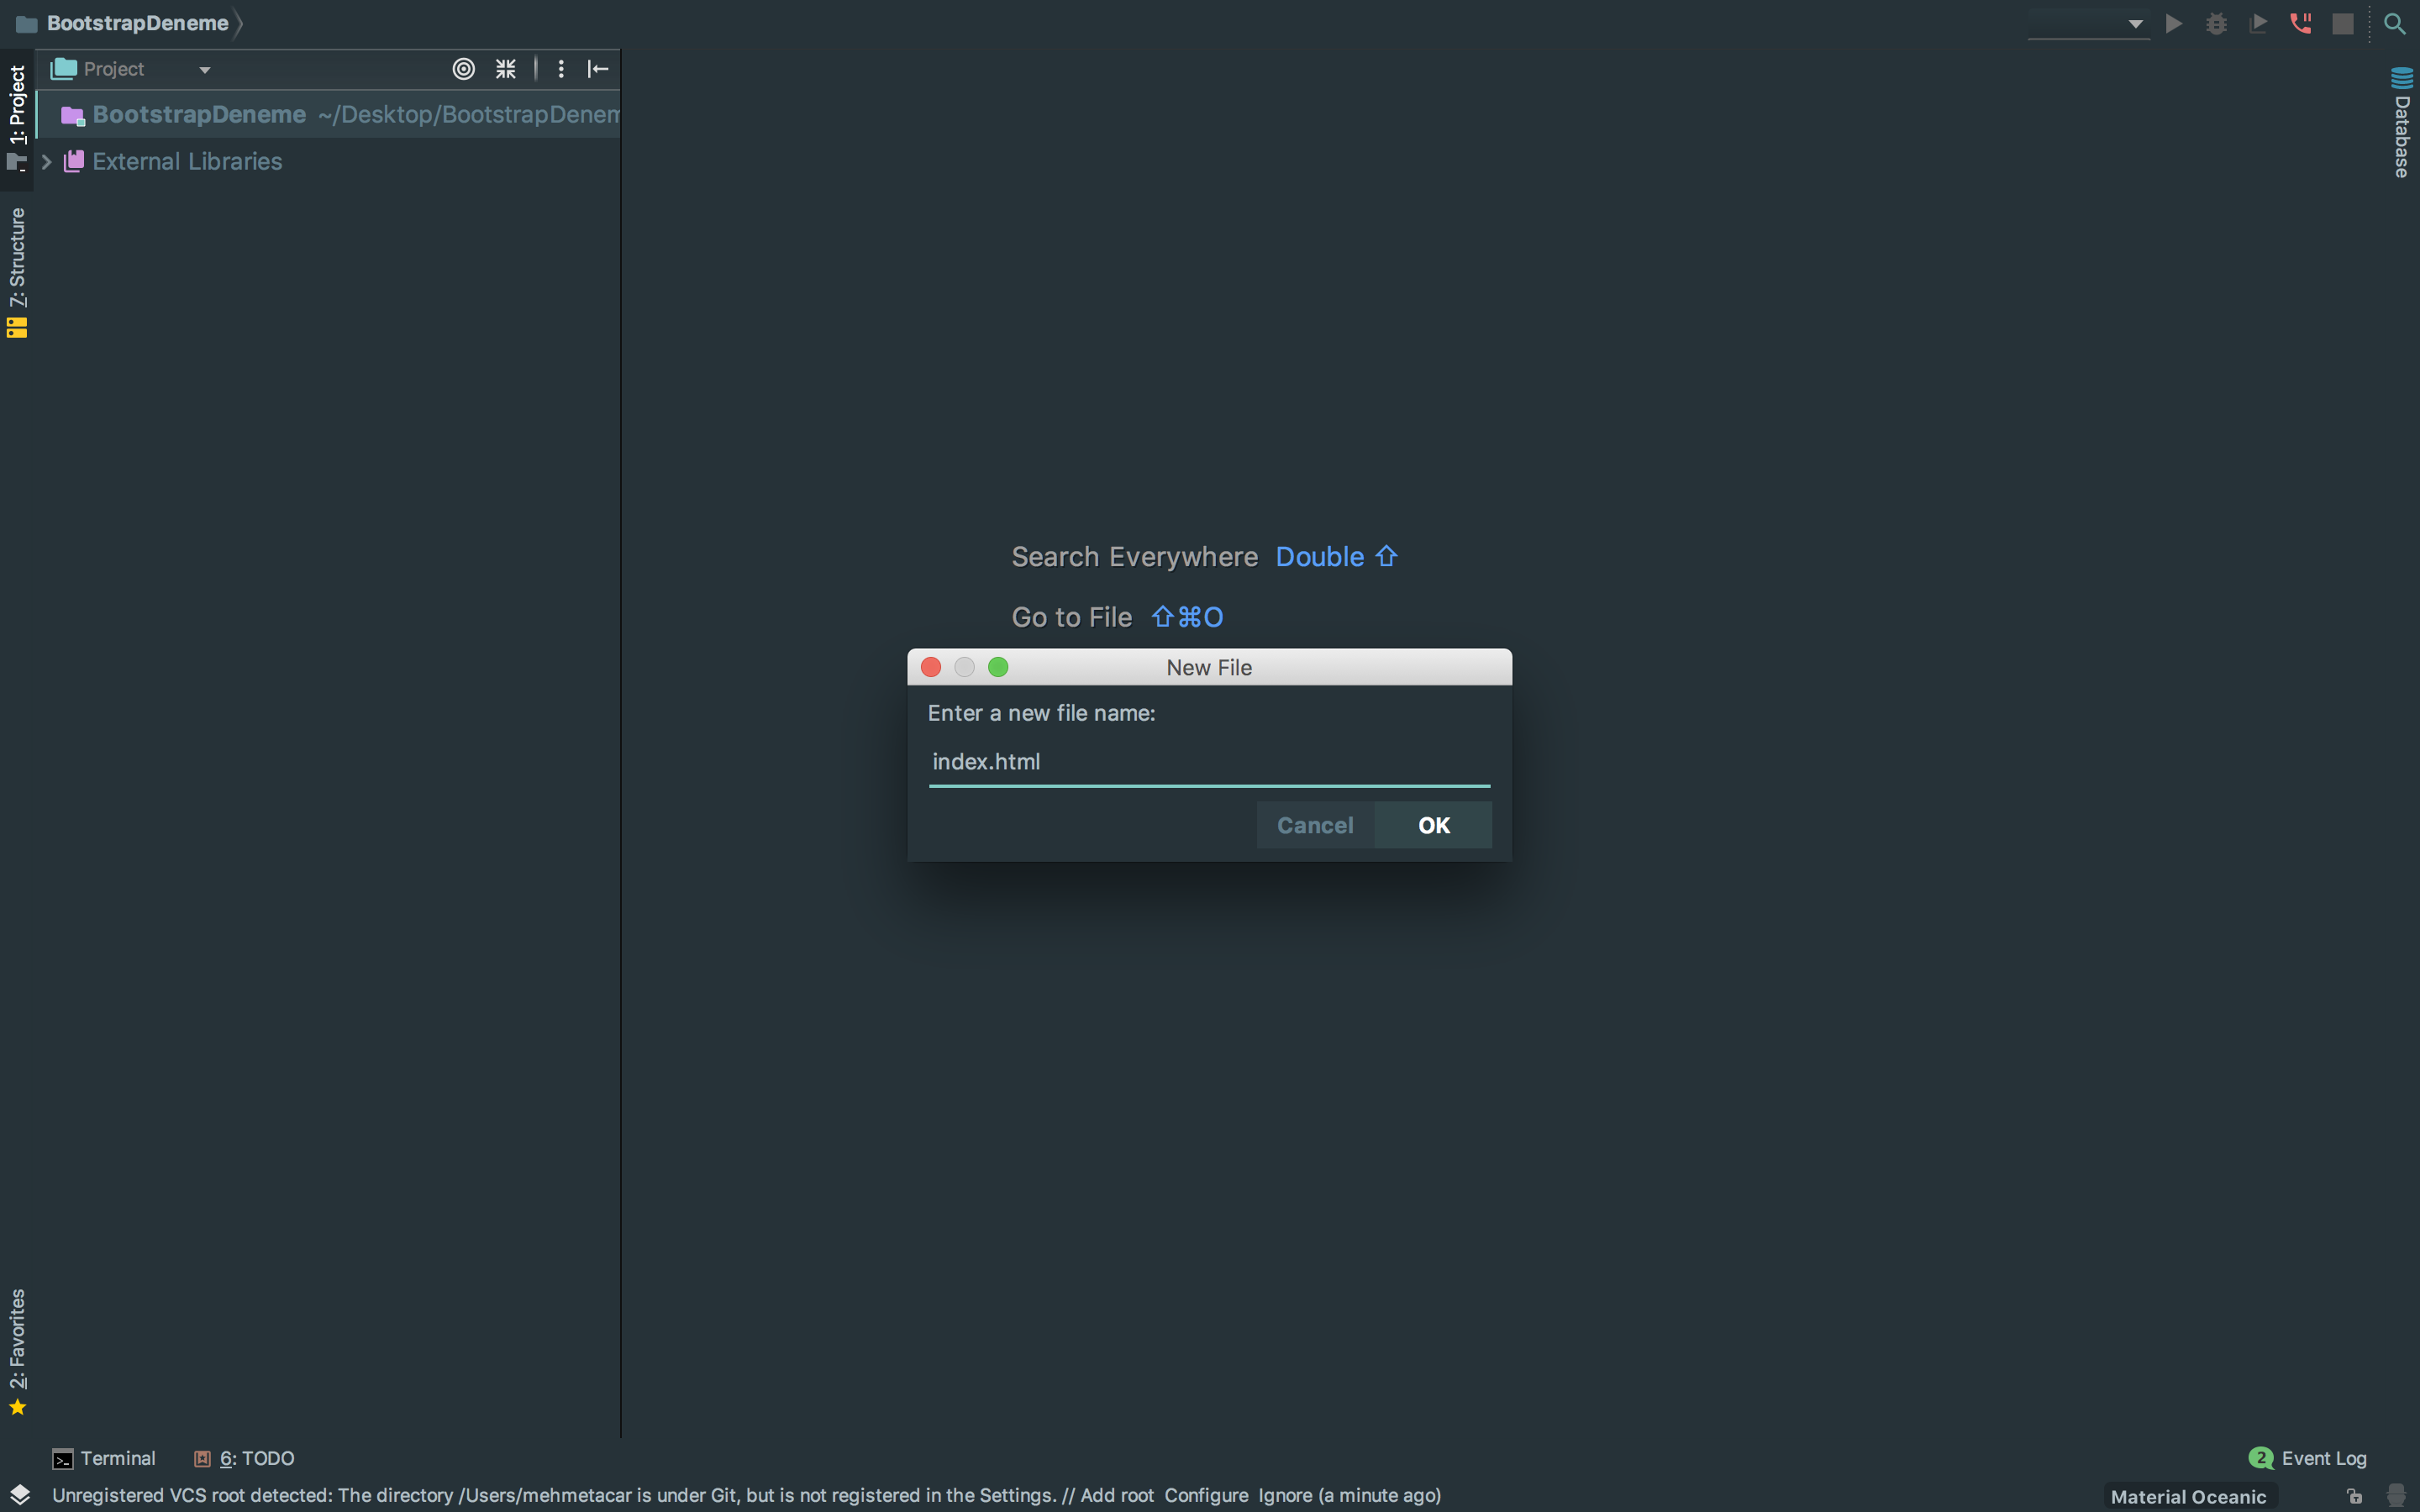 BootstrapDeneme
Project
BootstrapDeneme ~/Desktop/BootstrapDenem
External Libraries
1: Project
7: Structure
2: Favorites
Database
Search Everywhere Double ⇧
Go to File ⇧⌘O
New File
Enter a new file name:
index.html
Cancel
OK
Terminal
6: TODO
2 Event Log
Unregistered VCS root detected: The directory /Users/mehmetacar is under Git, but is not registered in the Settings. // Add root Configure Ignore (a minute ago)
Material Oceanic